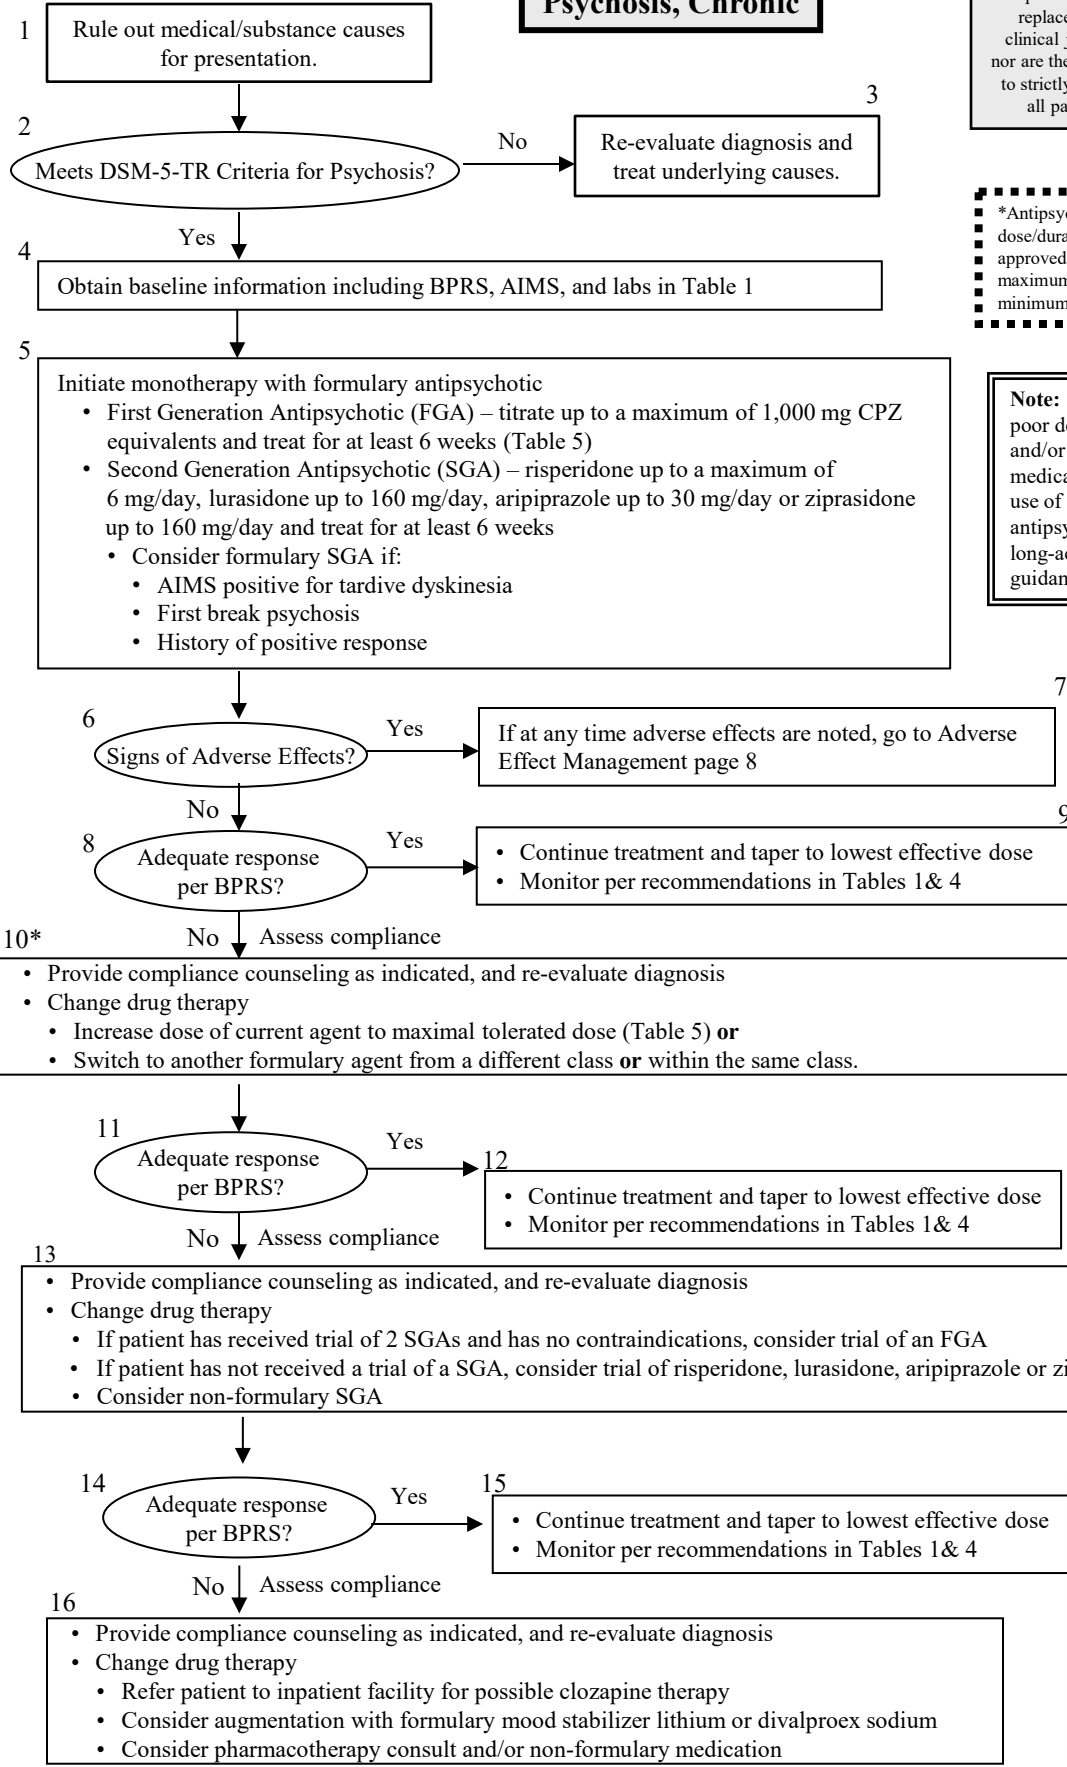 Psychosis, Chronic
1
Rule out medical/substance causes
for presentation.
replace
clinical
nor are the
to strictly
all
2
Meets DSM-5-TR Criteria for Psychosis?
No
3
Re-evaluate diagnosis and
treat underlying causes.
Yes
4
Obtain baseline information including BPRS, AIMS, and labs in Table 1
approved
maximum
minimum
5
Initiate monotherapy with formulary antipsychotic
• First Generation Antipsychotic (FGA) – titrate up to a maximum of 1,000 mg CPZ
equivalents and treat for at least 6 weeks (Table 5)
• Second Generation Antipsychotic (SGA) – risperidone up to a maximum of
6 mg/day, lurasidone up to 160 mg/day, aripiprazole up to 30 mg/day or ziprasidone
up to 160 mg/day and treat for at least 6 weeks
• Consider formulary SGA if:
• AIMS positive for tardive dyskinesia
• First break psychosis
• History of positive response
Note:
poor
and/or
use of
6
Signs of Adverse Effects?
Yes
7
If at any time adverse effects are noted, go to Adverse
Effect Management page 8
No
8
Adequate response
per BPRS?
Yes
9
• Continue treatment and taper to lowest effective dose
• Monitor per recommendations in Tables 1& 4
10*
No
Assess compliance
• Provide compliance counseling as indicated, and re-evaluate diagnosis
• Change drug therapy
• Increase dose of current agent to maximal tolerated dose (Table 5) or
• Switch to another formulary agent from a different class or within the same class.
11
Adequate response
per BPRS?
Yes
12
• Continue treatment and taper to lowest effective dose
• Monitor per recommendations in Tables 1& 4
No
Assess compliance
13
• Provide compliance counseling as indicated, and re-evaluate diagnosis
• Change drug therapy
• If patient has received trial of 2 SGAs and has no contraindications, consider trial of an FGA
• If patient has not received a trial of a SGA, consider trial of risperidone, lurasidone, aripiprazole or
• Consider non-formulary SGA
14
Adequate response
per BPRS?
Yes
15
• Continue treatment and taper to lowest effective dose
• Monitor per recommendations in Tables 1& 4
No
Assess compliance
16
• Provide compliance counseling as indicated, and re-evaluate diagnosis
• Change drug therapy
• Refer patient to inpatient facility for possible clozapine therapy
• Consider augmentation with formulary mood stabilizer lithium or divalproex sodium
• Consider pharmacotherapy consult and/or non-formulary medication